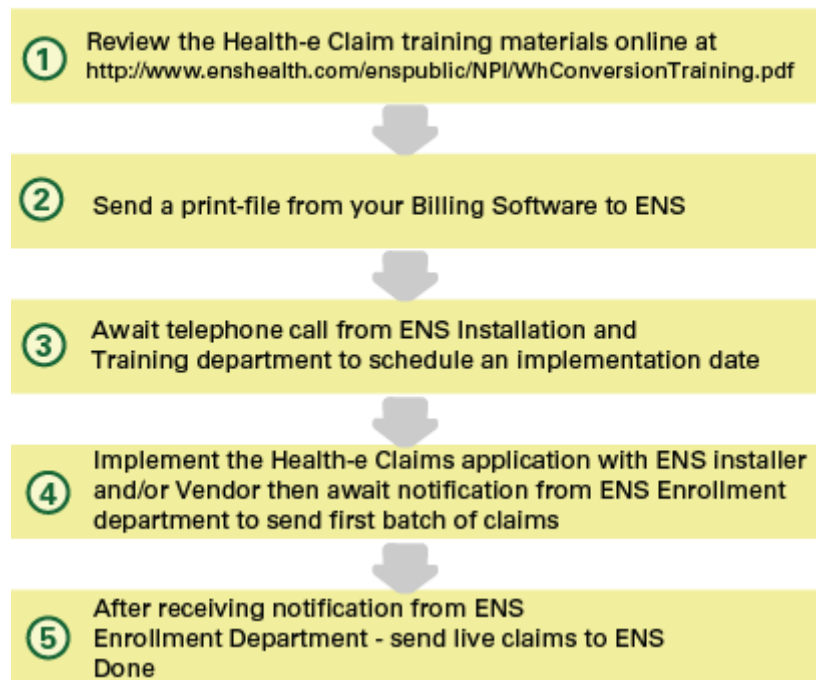 1 Review the Health-e Claim training materials online at
http://www.enshealth.com/enspublic/NPI/WhConversionTraining.pdf
2 Send a print-file from your Billing Software to ENS
3 Await telephone call from ENS Installation and
Training department to schedule an implementation date
4 Implement the Health-e Claims application with ENS installer
and/or Vendor then await notification from ENS Enrollment
department to send first batch of claims
5 After receiving notification from ENS
Enrollment Department - send live claims to ENS
Done